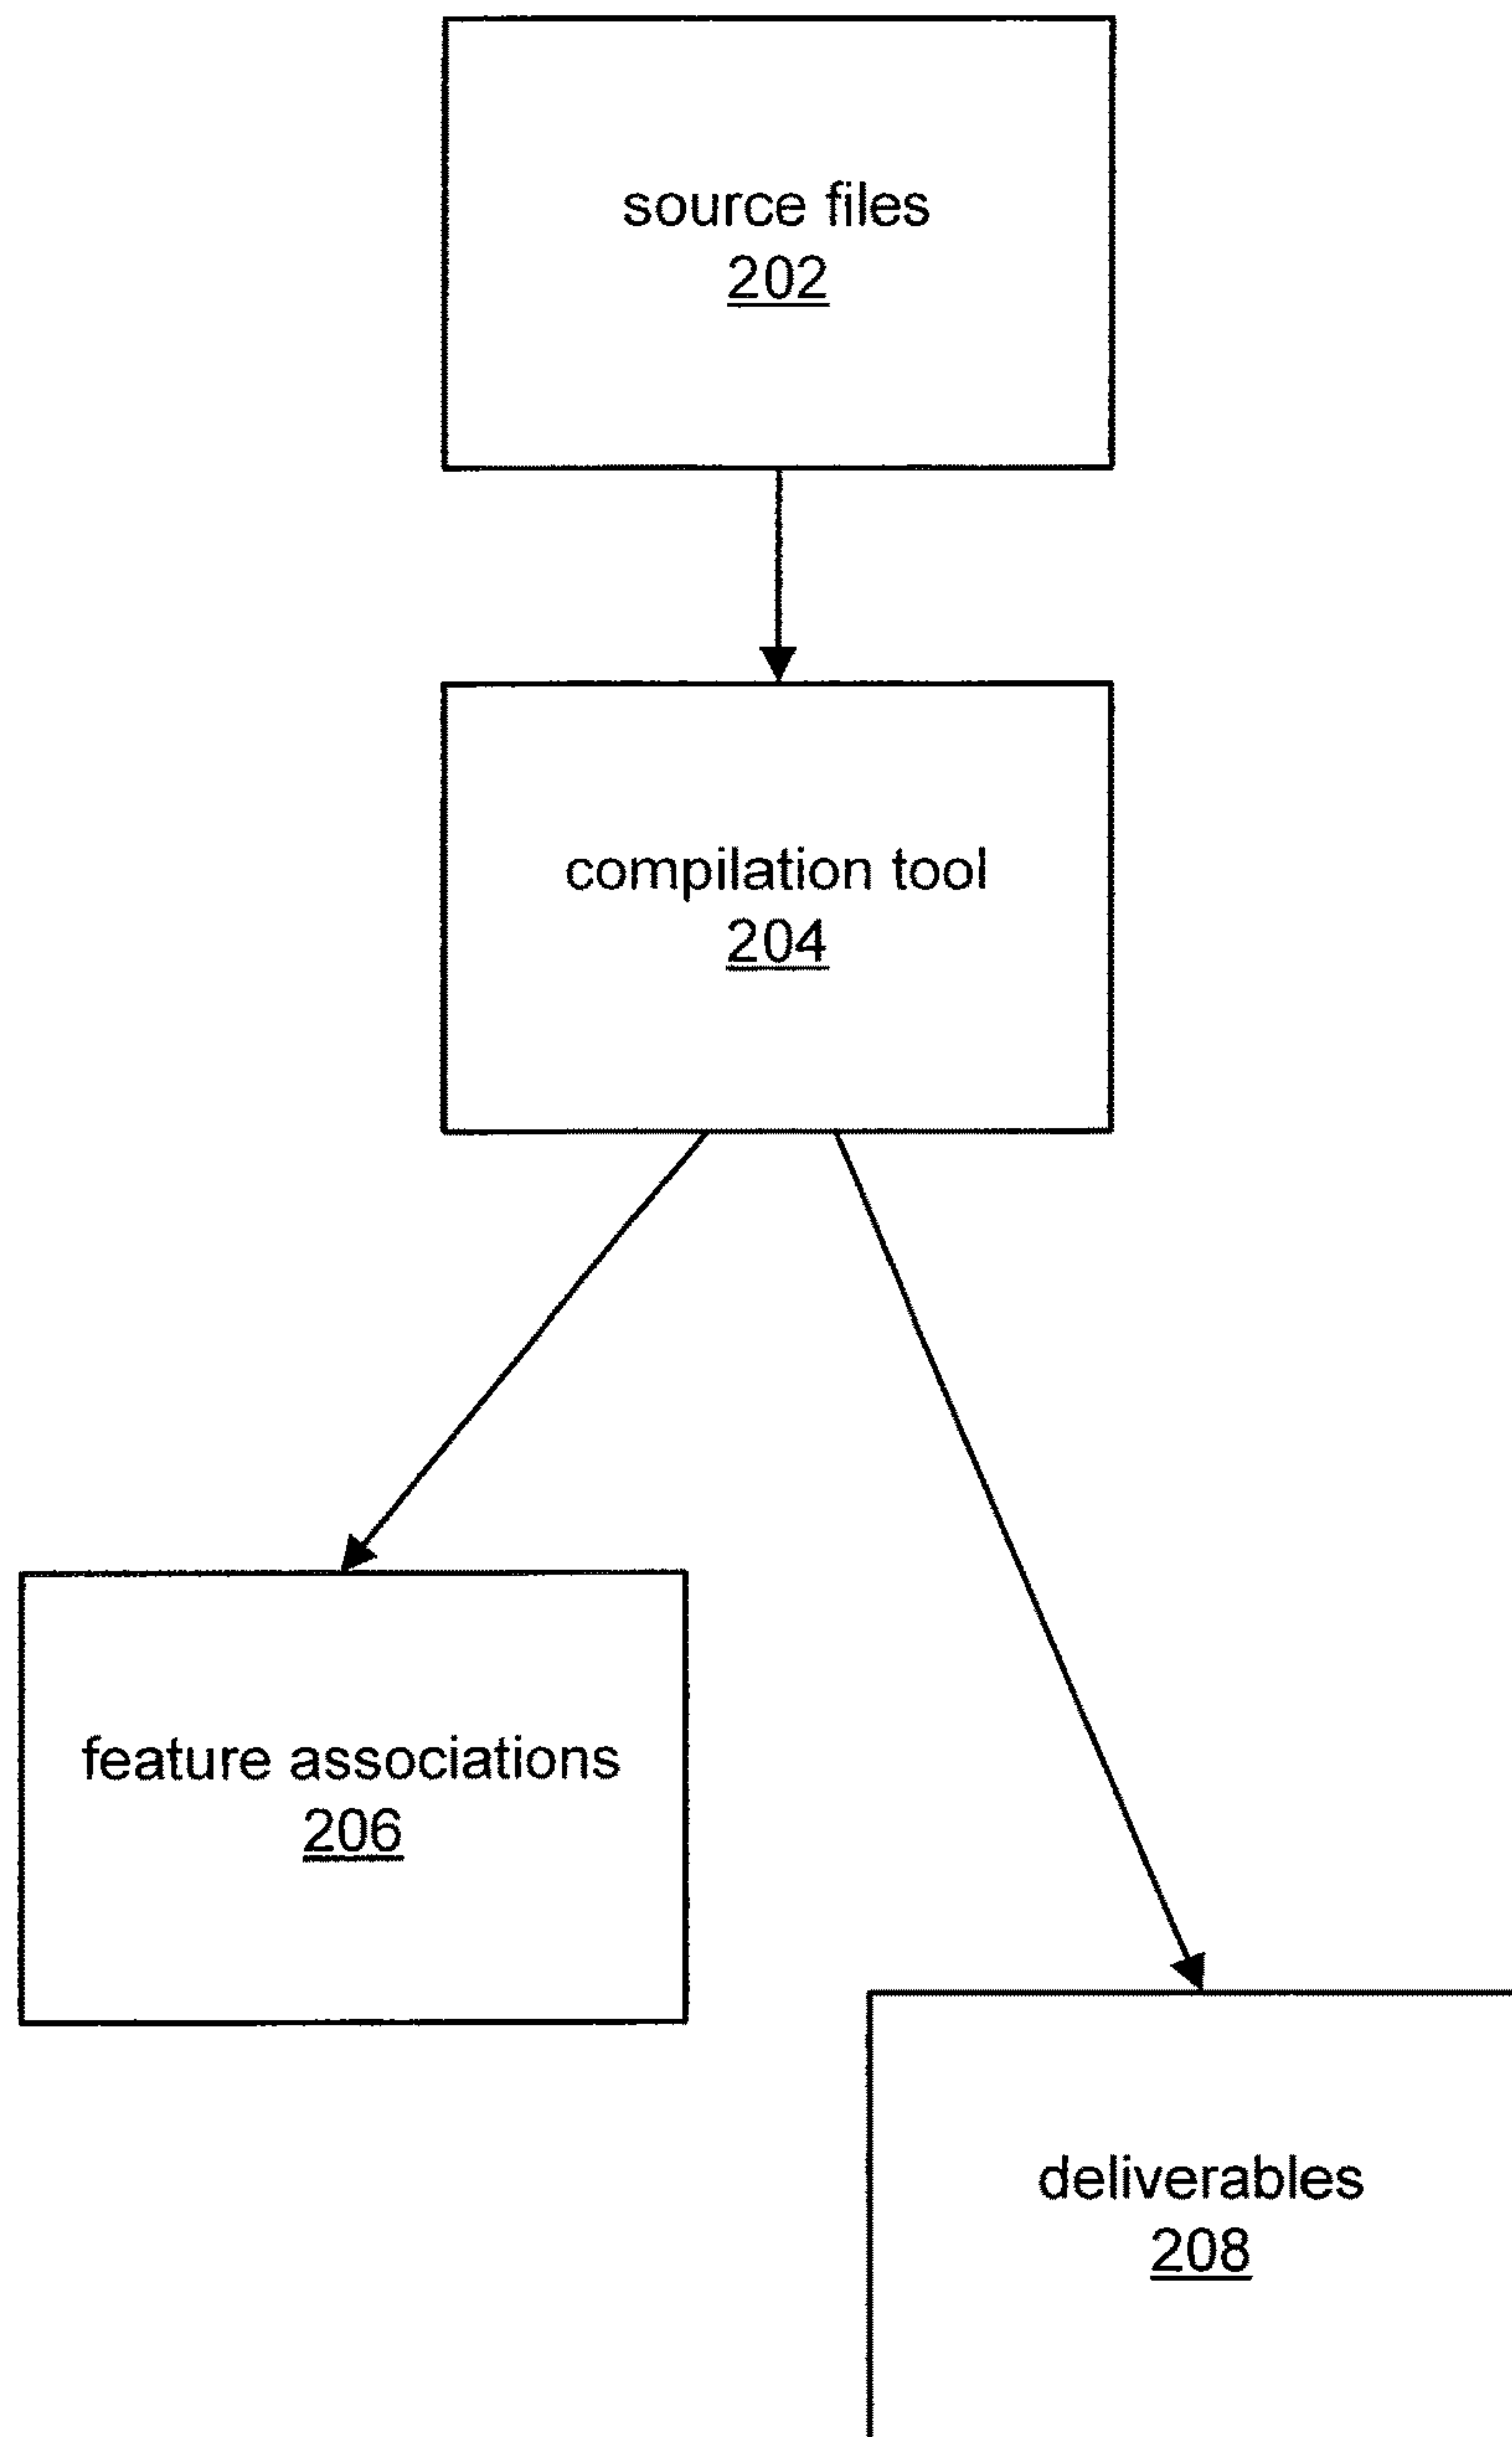 source files
202
compilation tool
204
feature associations
206
deliverables
208